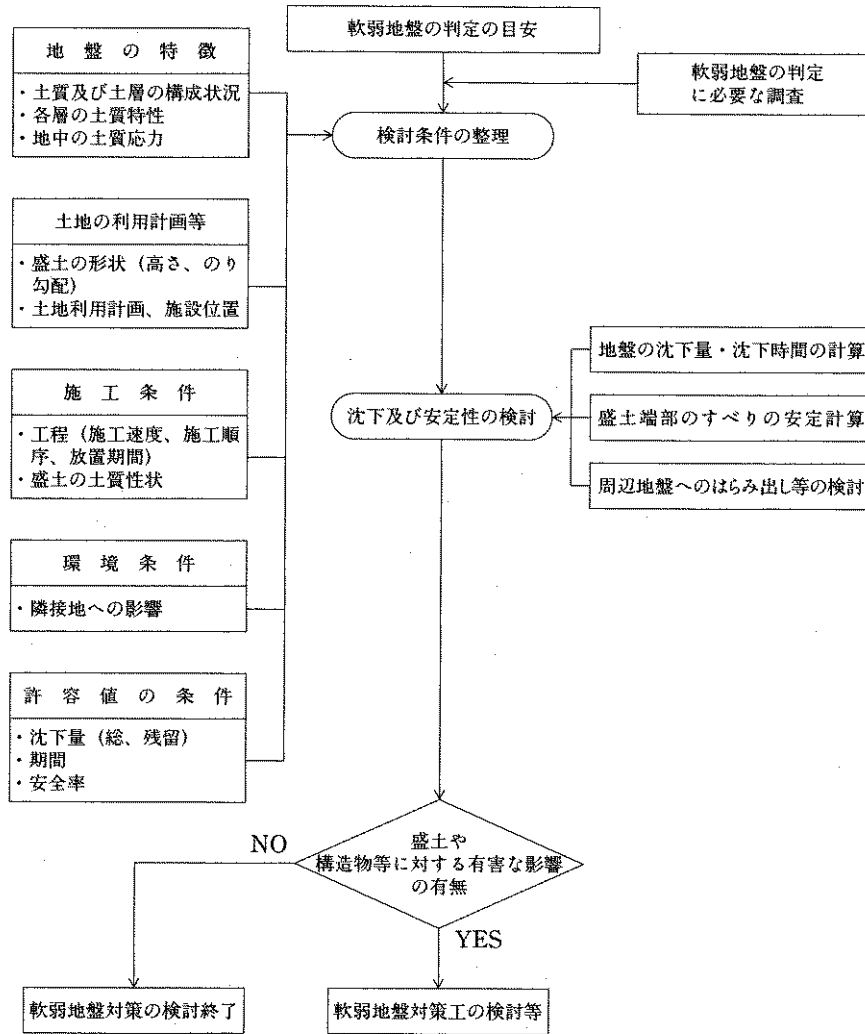 軟弱地盤の判定の目安
軟弱地盤の判定
に必要な調査
地盤の特徴
・土質及び土層の構成状況
・各層の土質特性
・地中の土質応力
検討条件の整理
土地の利用計画等
・盛土の形状（高さ、のり
勾配）
・土地利用計画、施設位置
施工条件
・工程（施工速度、施工順
序、放置期間）
・盛土の土質性状
環境条件
・隣接地への影響
許容値の条件
・沈下量（総、残留）
・期間
・安全率
沈下及び安定性の検討
地盤の沈下量・沈下時間の計算
盛土端部のすべりの安定計算
周辺地盤へのはらみ出し等の検討
盛土や
構造物等に対する有害な影響
の有無
NO
YES
軟弱地盤対策の検討終了
軟弱地盤対策工の検討等